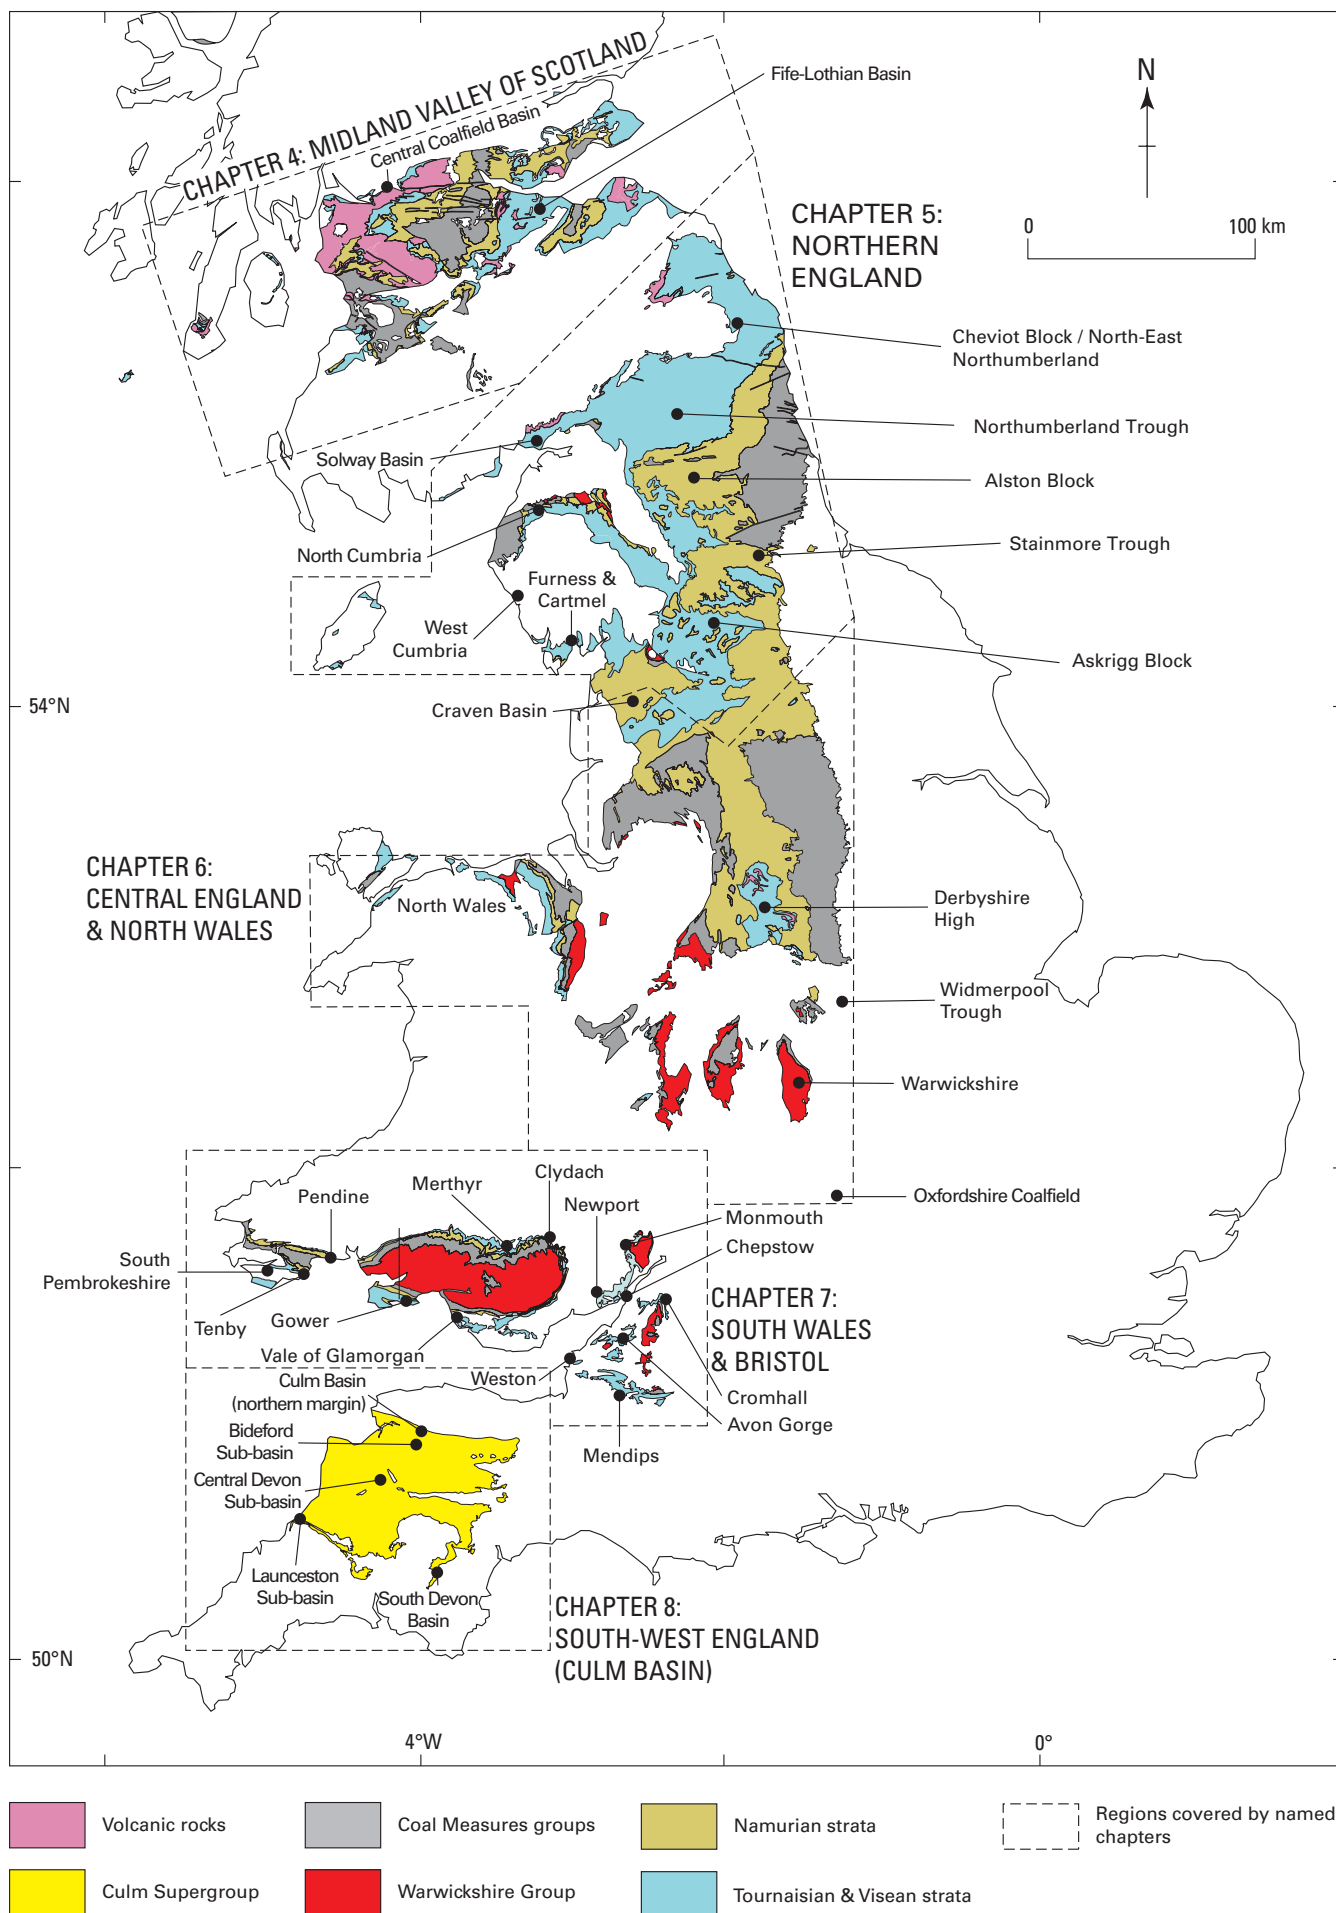 CHAPTER 4: MIDLAND VALLEY OF SCOTLAND
Central Coalfield Basin
Fife-Lothian Basin
N
0
100 km
CHAPTER 5:
NORTHERN
ENGLAND
Cheviot Block / North-East
Northumberland
Northumberland Trough
Solway Basin
Alston Block
Stainmore Trough
North Cumbria
Furness &
Cartmel
West
Cumbria
Askrigg Block
54°N
Craven Basin
CHAPTER 6:
CENTRAL ENGLAND
& NORTH WALES
North Wales
Derbyshire
High
Widmerpool
Trough
Warwickshire
Oxfordshire Coalfield
Pendine
Merthyr
Clydach
Newport
Monmouth
Chepstow
South
Pembrokeshire
Tenby
Gower
Vale of Glamorgan
Weston
CHAPTER 7:
SOUTH WALES
& BRISTOL
Cromhall
Avon Gorge
Mendips
Culm Basin
(northern margin)
Bideford
Sub-basin
Central Devon
Sub-basin
Launceston
Sub-basin
South Devon
Basin
CHAPTER 8:
SOUTH-WEST ENGLAND
(CULM BASIN)
50°N
4°W
0°
Volcanic rocks
Coal Measures groups
Namurian strata
Regions covered by named
chapters
Culm Supergroup
Warwickshire Group
Tournaisian & Visean strata